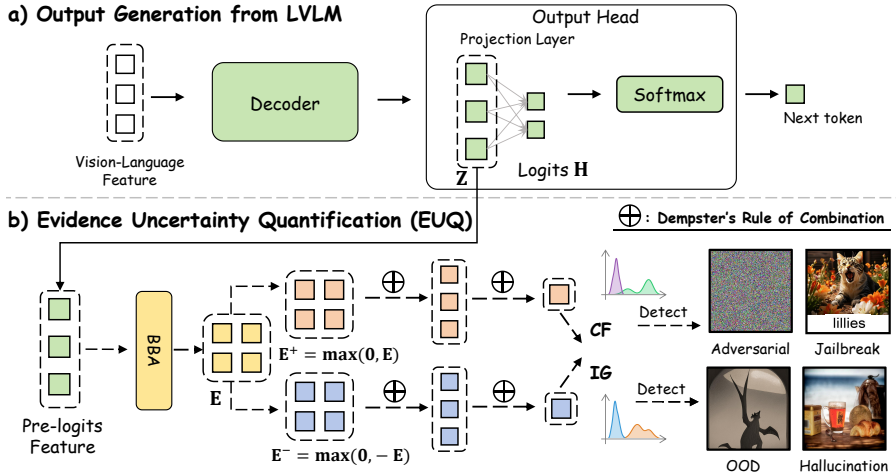 a) Output Generation from LVLM
Output Head
Projection Layer
Decoder
Softmax
Next token
Vision-Language
Feature
Z
Logits H
b) Evidence Uncertainty Quantification (EUQ)
⊕: Dempster's Rule of Combination
BBA
E
E⁺ = max(0, E)
E⁻ = max(0, − E)
Pre-logits
Feature
CF
IG
Detect
Detect
lillies
Adversarial
Jailbreak
OOD
Hallucination